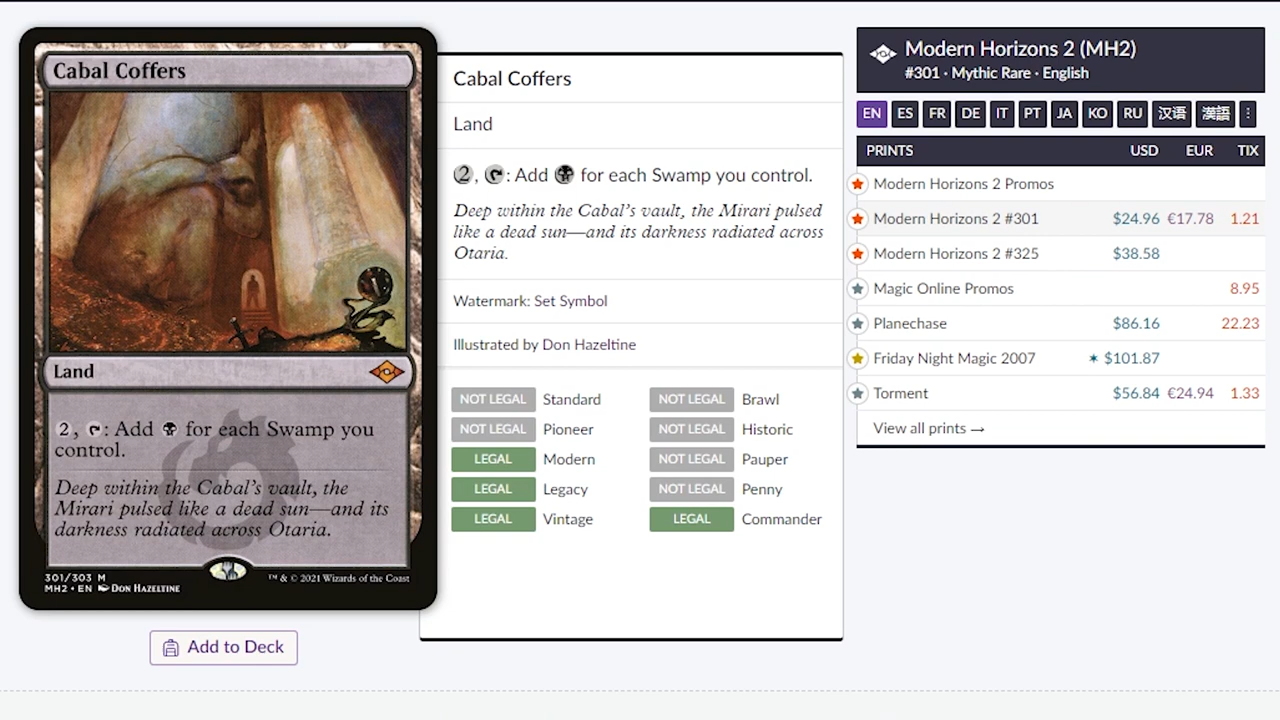 Cabal Coffers
Land
2, : Add for each Swamp you
control.
Deep within the Cabal's vault, the
Mirari pulsed like a dead sun—and its
darkness radiated across Otaria.
301/303 M
MH2 • EN DON HAZELTINE
™ & © 2021 Wizards of the Coast
Add to Deck
Cabal Coffers
Land
2, : Add for each Swamp you control.
Deep within the Cabal's vault, the Mirari pulsed
like a dead sun—and its darkness radiated across
Otaria.
Watermark: Set Symbol
Illustrated by Don Hazeltine
NOT LEGAL Standard NOT LEGAL Brawl
NOT LEGAL Pioneer NOT LEGAL Historic
LEGAL Modern NOT LEGAL Pauper
LEGAL Legacy NOT LEGAL Penny
LEGAL Vintage LEGAL Commander
Modern Horizons 2 (MH2)
#301 · Mythic Rare · English
EN ES FR DE IT PT JA KO RU 汉语 漢語
PRINTS USD EUR TIX
Modern Horizons 2 Promos
Modern Horizons 2 #301 $24.96 €17.78 1.21
Modern Horizons 2 #325 $38.58
Magic Online Promos 8.95
Planechase $86.16 22.23
Friday Night Magic 2007 ✶ $101.87
Torment $56.84 €24.94 1.33
View all prints →